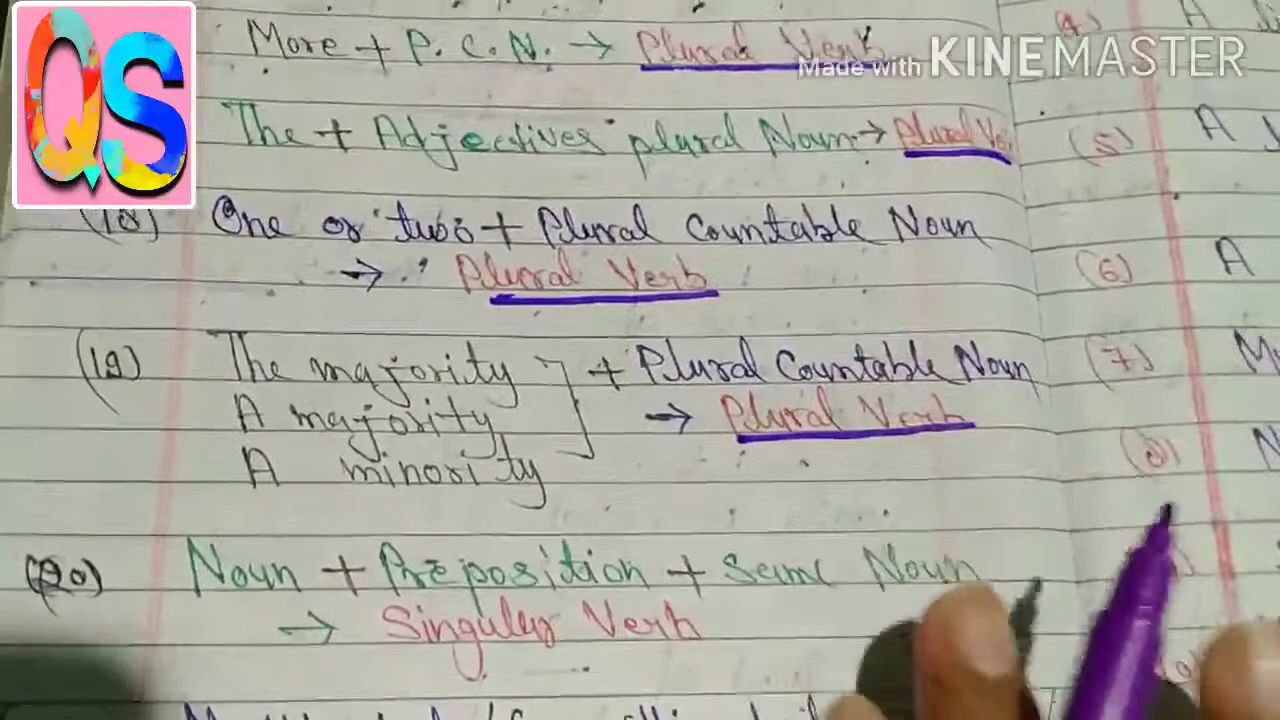 QS
Made with KINEMASTER
More + P. C. N. → Plural Verb
The + Adjectives plural Noun → Plural Ve
(18) One or two + Plural Countable Noun
→ Plural Verb
(19) The majority + Plural Countable Noun
A majority → Plural Verb
A minority
(20) Noun + Preposition + Same Noun
→ Singular Verb
(4) A
(5) A
(6) A
(7)
(8)